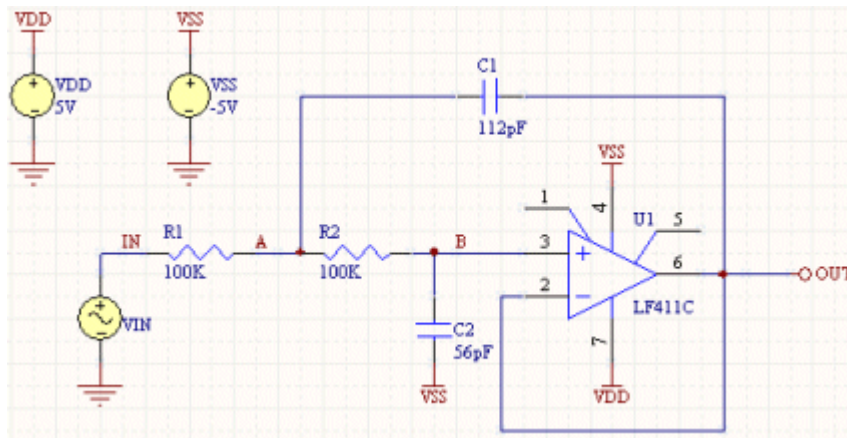 VDD
VSS
VDD
5V
VSS
-5V
C1
112pF
VSS
1
4
U1
5
IN
R1
A
R2
B
3
6
OUT
100K
100K
2
LF411C
VIN
C2
56pF
7
VSS
VDD